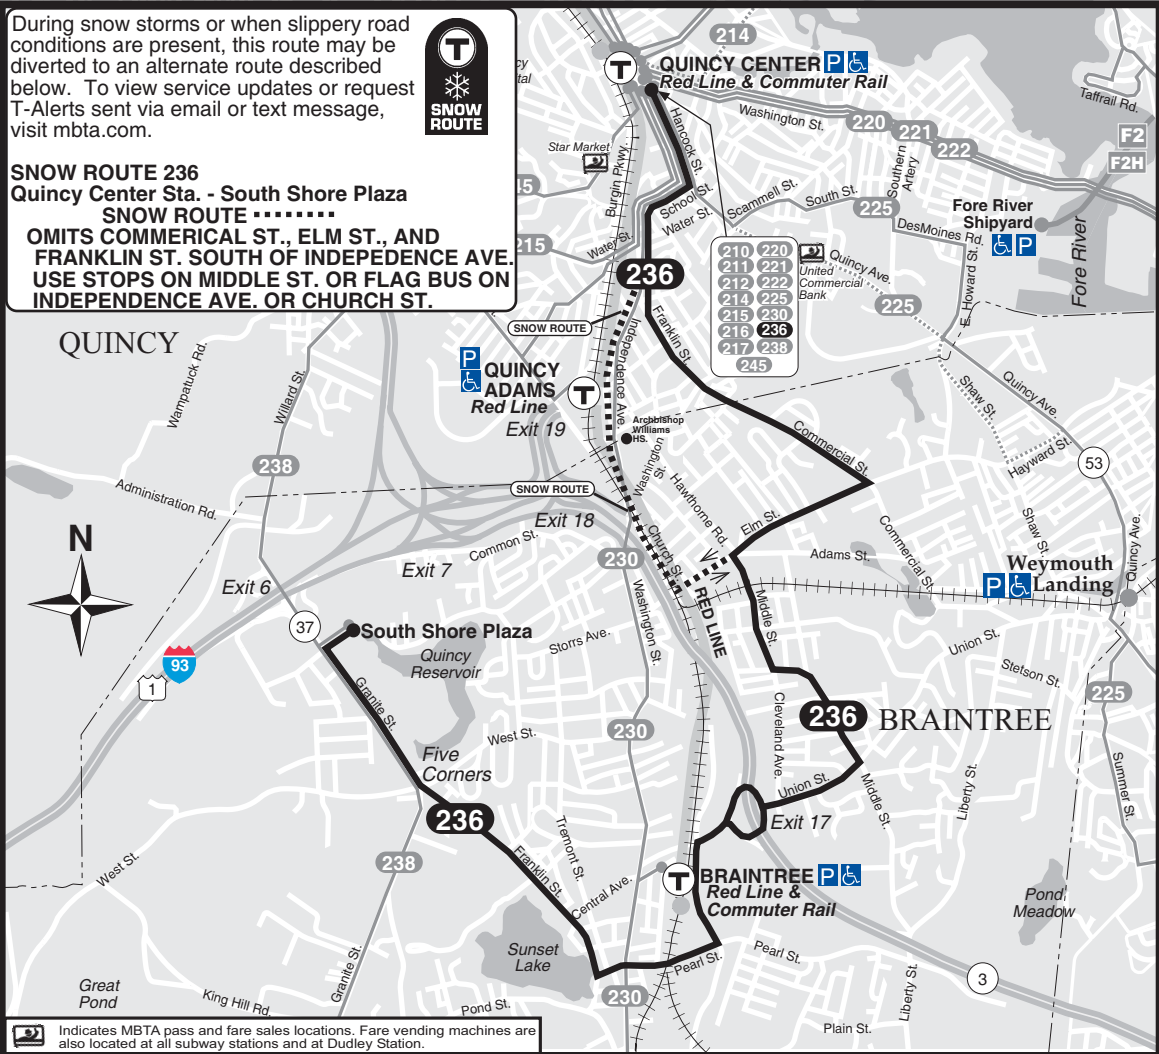 During snow storms or when slippery road
conditions are present, this route may be
diverted to an alternate route described
below. To view service updates or request
T-Alerts sent via email or text message,
visit mbta.com.
T
SNOW
ROUTE
SNOW ROUTE 236
Quincy Center Sta. - South Shore Plaza
SNOW ROUTE
OMITS COMMERICAL ST., ELM ST., AND
FRANKLIN ST. SOUTH OF INDEPEDENCE AVE.
USE STOPS ON MIDDLE ST. OR FLAG BUS ON
INDEPENDENCE AVE. OR CHURCH ST.
214
T
QUINCY CENTER P
Red Line & Commuter Rail
Taffrail Rd.
Washington St.
220
221
222
F2
F2H
Hancock St.
Star Market
Burgin Pkwy.
45
215
School St.
Water St.
Water St.
Scammell St.
South St.
225
Southern
Artery
Fore River
Shipyard
P
DesMoines Rd.
Fore River
E. Howard St.
Quincy Ave.
225
210 220
211 221
212 222
214 225
215 230
216 236
217 238
245
United
Commercial
Bank
236
SNOW ROUTE
Independence Ave.
Franklin St.
QUINCY
Wampatuck Rd.
Willard St.
P
QUINCY
ADAMS
Red Line
T
Exit 19
Archbishop
Williams
HS.
Washington
St.
Hawthorne Rd.
Commercial St.
Shaw St.
Quincy Ave.
Hayward St.
53
238
Administration Rd.
SNOW ROUTE
Exit 18
Common St.
Exit 7
Exit 6
N
230
Church St.
Elm St.
Adams St.
Commercial St.
Shaw St.
Quincy Ave.
Weymouth
Landing
P
37
South Shore Plaza
Quincy
Reservoir
Storrs Ave.
Washington St.
RED LINE
Middle St.
Union St.
Stetson St.
93
1
Granite St.
225
West St.
230
Cleveland Ave.
236
BRAINTREE
Five
Corners
236
Union St.
Middle St.
Liberty St.
Summer St.
Exit 17
238
West St.
Franklin St.
Tremont St.
Central Ave.
T
BRAINTREE P
Red Line &
Commuter Rail
Pond
Meadow
Sunset
Lake
Pearl St.
Pearl St.
3
Great
Pond
King Hill Rd.
Granite St.
Pond St.
230
Liberty St.
Plain St.
Indicates MBTA pass and fare sales locations. Fare vending machines are
also located at all subway stations and at Dudley Station.